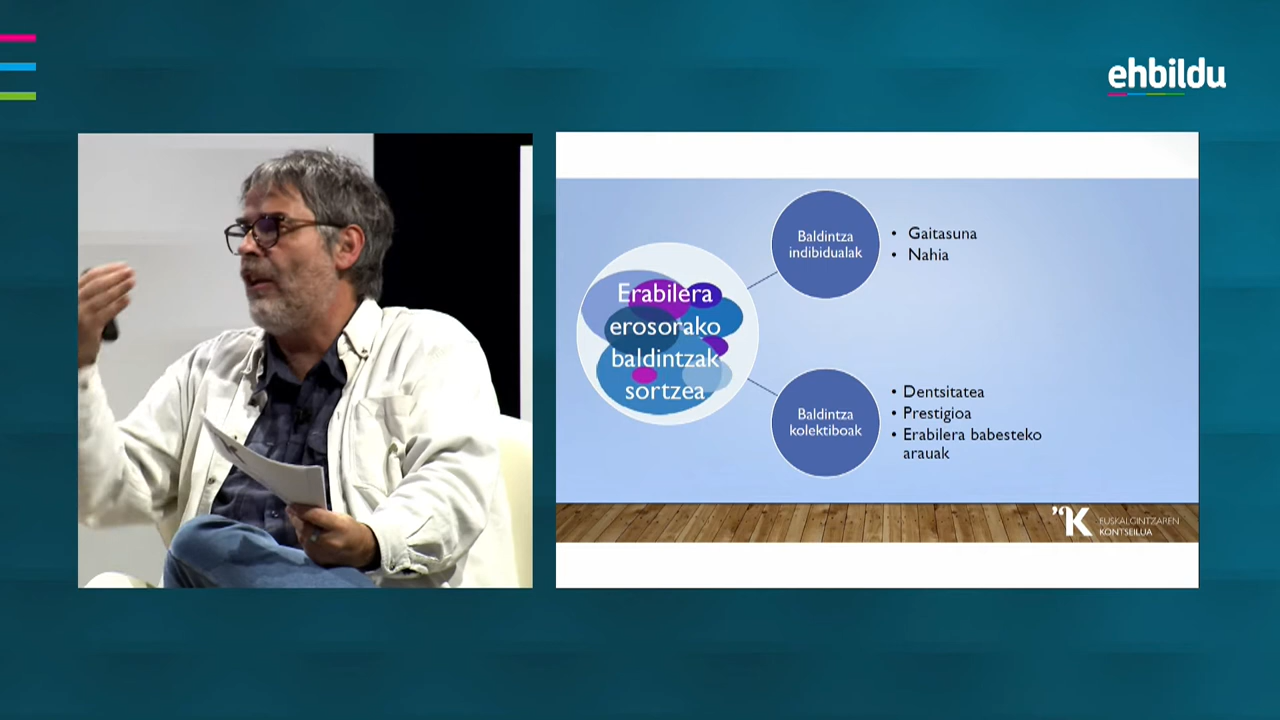 ehbildu
Erabilera
erosorako
baldintzak
sortzea
Baldintza
indibidualak
• Gaitasuna
• Nahia
Baldintza
kolektiboak
• Dentsitatea
• Prestigioa
• Erabilera babesteko
arauak
"K
EUSKALGINTZAREN
KONTSEILUA